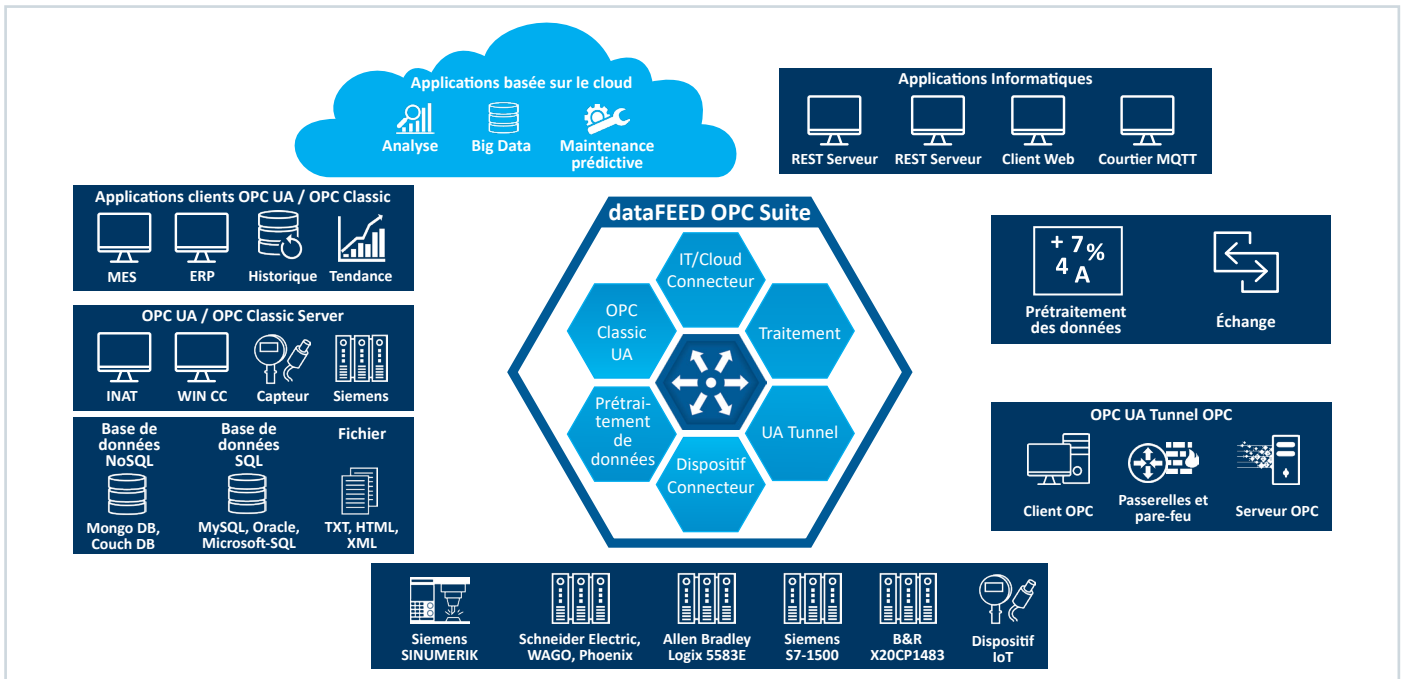 Applications basée sur le cloud
Analyse
Big Data
Maintenance
prédictive
Applications Informatiques
REST Serveur
REST Serveur
Client Web
Courtier MQTT
Applications clients OPC UA / OPC Classic
MES
ERP
Historique
Tendance
OPC UA / OPC Classic Server
INAT
WIN CC
Capteur
Siemens
Base de
données
NoSQL
Base de
données
SQL
Fichier
Mongo DB,
Couch DB
MySQL, Oracle,
Microsoft-SQL
TXT, HTML,
XML
dataFEED OPC Suite
IT/Cloud
Connecteur
OPC
Classic
UA
Traitement
Prétrai-
tement
de
données
UA Tunnel
Dispositif
Connecteur
+ 7%
4 A
Prétraitement
des données
Échange
OPC UA Tunnel OPC
Client OPC
Passerelles et
pare-feu
Serveur OPC
Siemens
SINUMERIK
Schneider Electric,
WAGO, Phoenix
Allen Bradley
Logix 5583E
Siemens
S7-1500
B&R
X20CP1483
Dispositif
IoT